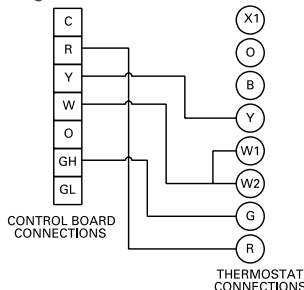 C
R
Y
W
O
GH
GL
CONTROL BOARD
CONNECTIONS
X1
O
B
Y
W1
W2
G
R
THERMOSTAT
CONNECTIONS